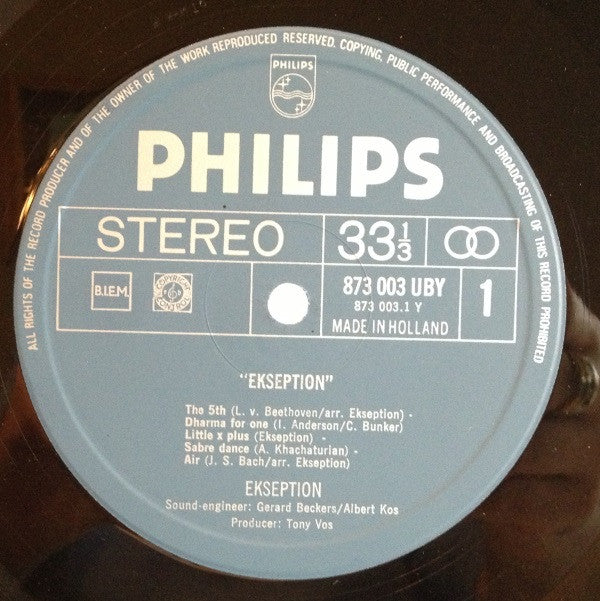 ALL RIGHTS OF THE RECORD PRODUCER AND OF THE OWNER OF THE WORK REPRODUCED RESERVED. COPYING, PUBLIC PERFORMANCE AND BROADCASTING OF THIS RECORD PROHIBITED
PHILIPS
PHILIPS
STEREO 33⅓
B.I.E.M. 873 003 UBY 1
873 003.1 Y
MADE IN HOLLAND
"EKSEPTION"
The 5th (L. v. Beethoven/arr. Ekseption) -
Dharma for one (I. Anderson/C. Bunker)
Little x plus (Ekseption) -
Sabre dance (A. Khachaturian) -
Air (J. S. Bach/arr. Ekseption)
EKSEPTION
Sound-engineer: Gerard Beckers/Albert Kos
Producer: Tony Vos